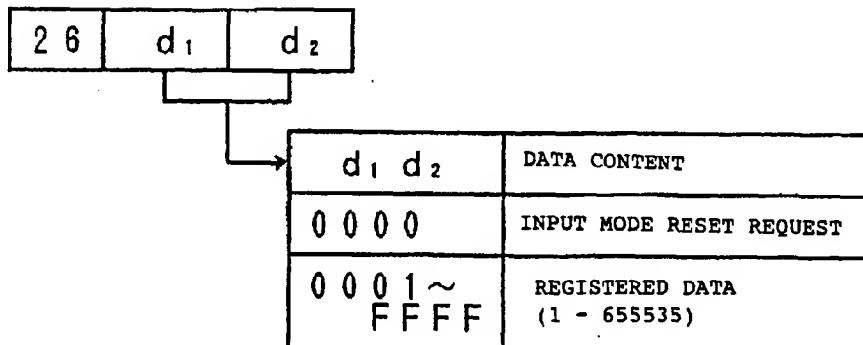 2 6 d₁ d₂
d₁ d₂ DATA CONTENT
0 0 0 0 INPUT MODE RESET REQUEST
0 0 0 1 ~ REGISTERED DATA
F F F F (1 - 655535)